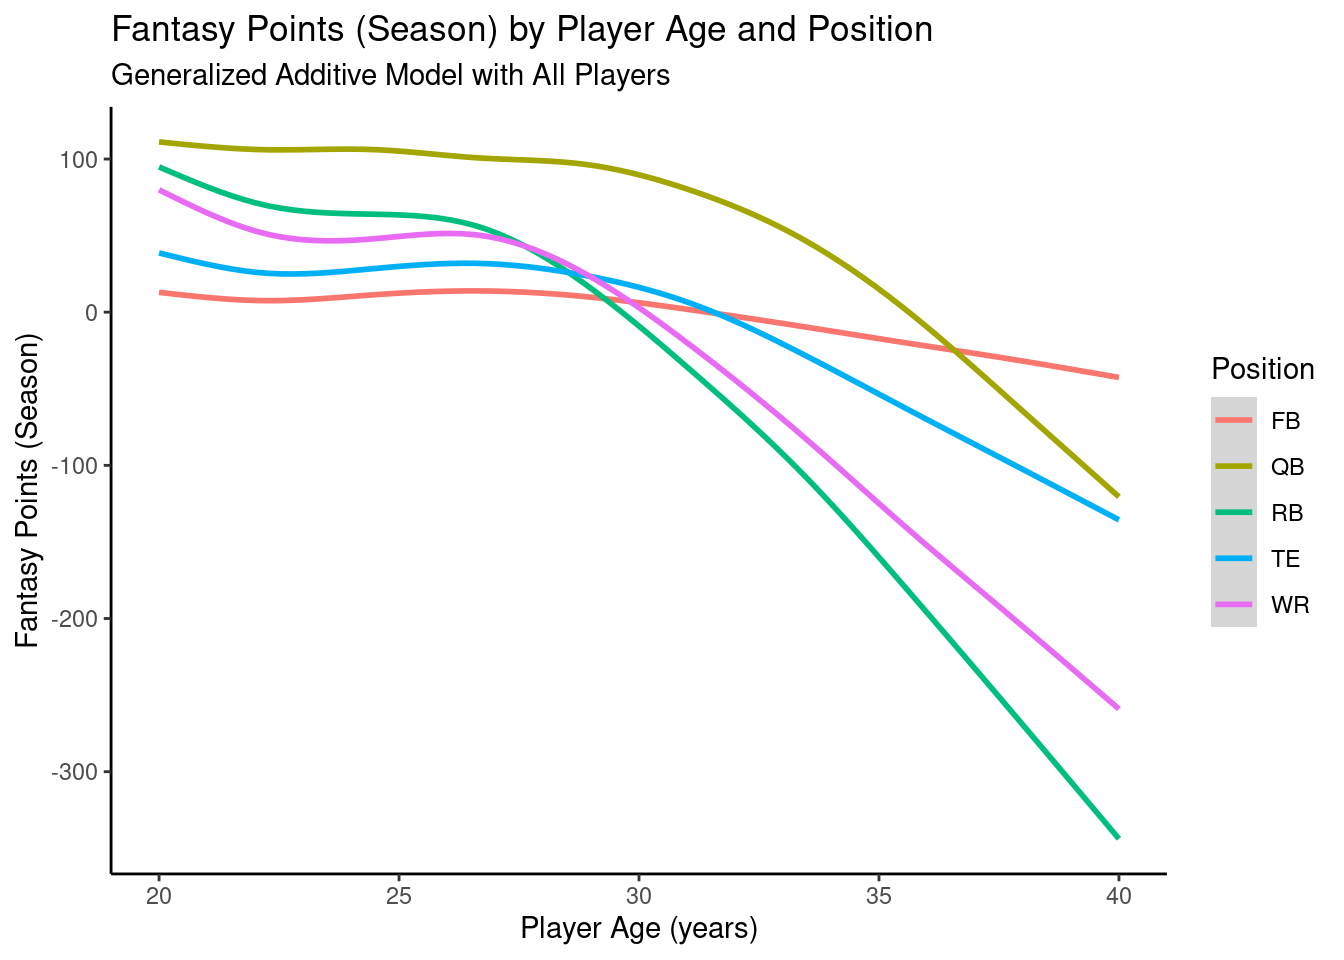 Fantasy Points (Season) by Player Age and Position
Generalized Additive Model with All Players
Fantasy Points (Season)
100
0
-100
-200
-300
20 25 30 35 40
Player Age (years)
Position
FB
QB
RB
TE
WR